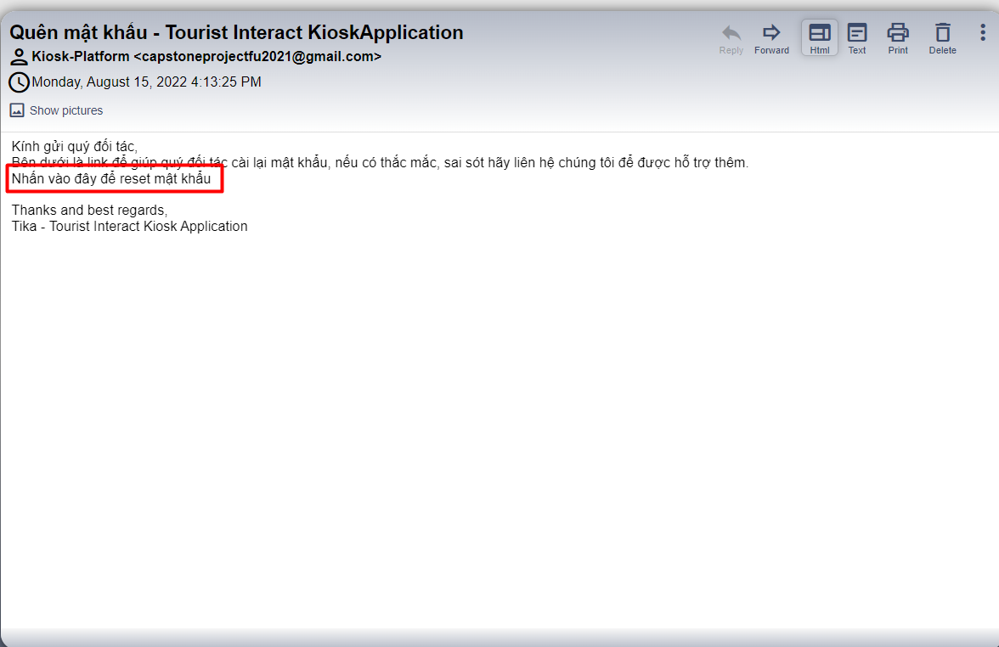 Quên mật khẩu - Tourist Interact KioskApplication
Kiosk-Platform <capstoneprojectfu2021@gmail.com>
Monday, August 15, 2022 4:13:25 PM
Show pictures
Reply Forward Html Text Print Delete
Kính gửi quý đối tác,
Bên dưới là link để giúp quý đối tác cài lại mật khẩu, nếu có thắc mắc, sai sót hãy liên hệ chúng tôi để được hỗ trợ thêm.
Nhấn vào đây để reset mật khẩu
Thanks and best regards,
Tika - Tourist Interact Kiosk Application